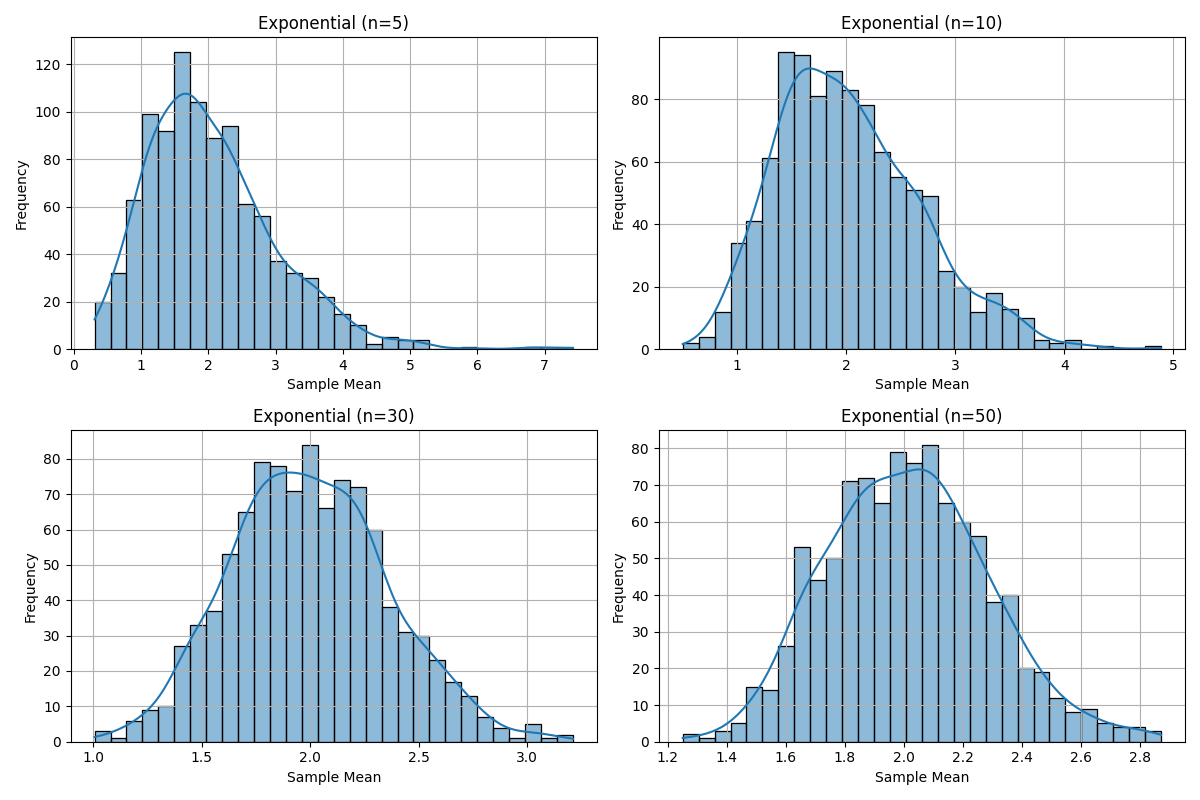 Exponential (n=5)
Frequency
120
100
80
60
40
20
0
0 1 2 3 4 5 6 7
Sample Mean
Exponential (n=10)
Frequency
80
60
40
20
0
1 2 3 4 5
Sample Mean
Exponential (n=30)
Frequency
80
70
60
50
40
30
20
10
0
1.0 1.5 2.0 2.5 3.0
Sample Mean
Exponential (n=50)
Frequency
80
70
60
50
40
30
20
10
0
1.2 1.4 1.6 1.8 2.0 2.2 2.4 2.6 2.8
Sample Mean